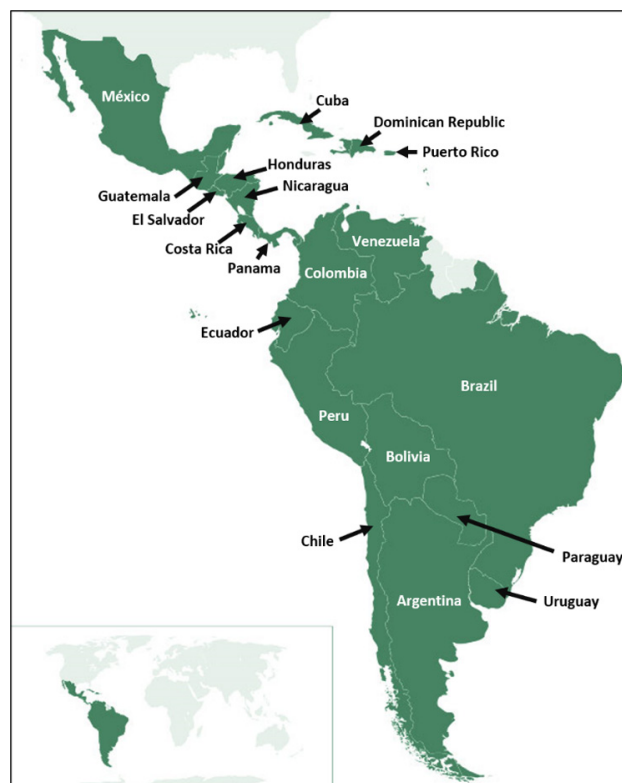 México
Cuba
Dominican Republic
Puerto Rico
Honduras
Guatemala
Nicaragua
El Salvador
Costa Rica
Panama
Venezuela
Colombia
Ecuador
Brazil
Peru
Bolivia
Chile
Paraguay
Argentina
Uruguay